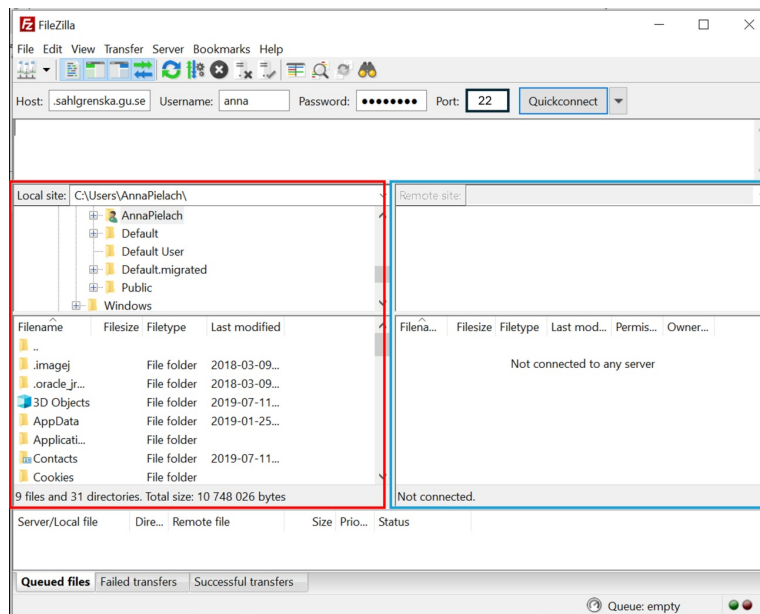 FileZilla
File Edit View Transfer Server Bookmarks Help
Host: .sahlgrenska.gu.se Username: anna Password: ●●●●●●●● Port: 22 Quickconnect
Local site: C:\Users\AnnaPielach\
Remote site:
AnnaPielach
Default
Default User
Default.migrated
Public
Windows
Filename Filesize Filetype Last modified
..
.imagej File folder 2018-03-09...
.oracle_jr... File folder 2018-03-09...
3D Objects File folder 2019-07-11...
AppData File folder 2019-01-25...
Applicati... File folder
Contacts File folder 2019-07-11...
Cookies File folder
9 files and 31 directories. Total size: 10 748 026 bytes
Filena... Filesize Filetype Last mod... Permis... Owner...
Not connected to any server
Not connected.
Server/Local file Dire... Remote file Size Prio... Status
Queued files Failed transfers Successful transfers
Queue: empty